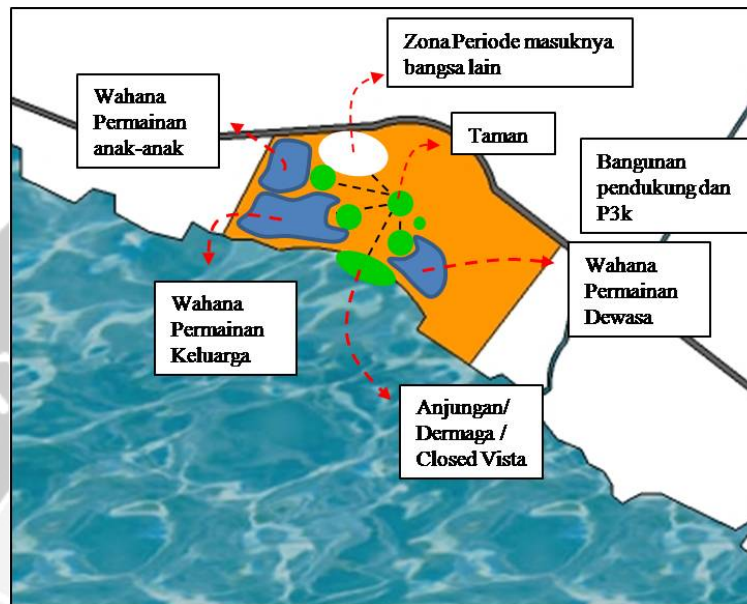 Zona Periode masuknya
bangsa lain
Wahana
Permainan
anak-anak
Taman
Bangunan
pendukung dan
P3k
Wahana
Permainan
Keluarga
Wahana
Permainan
Dewasa
Anjungan/
Dermaga /
Closed Vista